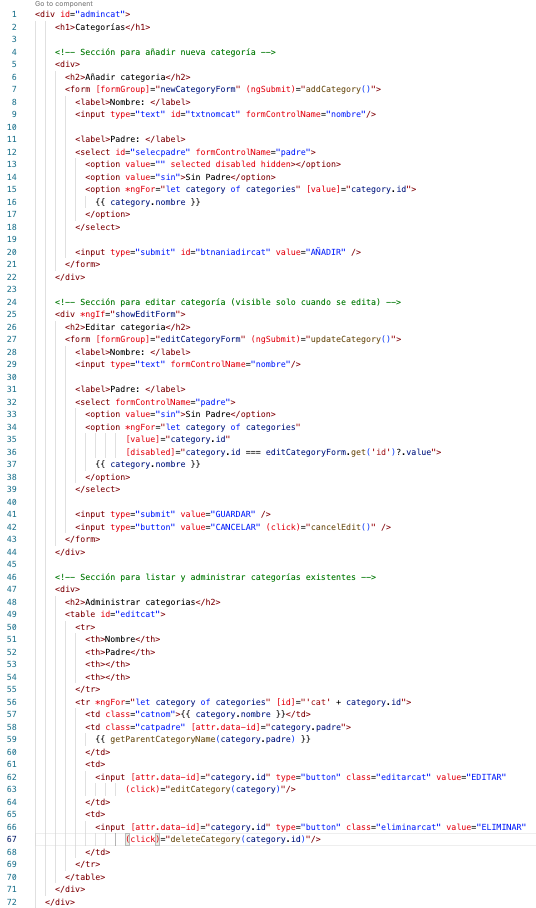 Go to component
1 <div id="admincat">
2 <h1>Categorías</h1>
3
4 <!-- Sección para añadir nueva categoría -->
5 <div>
6 <h2>Añadir categoria</h2>
7 <form [formGroup]="newCategoryForm" (ngSubmit)="addCategory()">
8 <label>Nombre: </label>
9 <input type="text" id="txtnomcat" formControlName="nombre"/>
10
11 <label>Padre: </label>
12 <select id="selecpadre" formControlName="padre">
13 <option value="" selected disabled hidden></option>
14 <option value="sin">Sin Padre</option>
15 <option *ngFor="let category of categories" [value]="category.id">
16 {{ category.nombre }}
17 </option>
18 </select>
19
20 <input type="submit" id="btnaniadircat" value="AÑADIR" />
21 </form>
22 </div>
23
24 <!-- Sección para editar categoría (visible solo cuando se edita) -->
25 <div *ngIf="showEditForm">
26 <h2>Editar categoria</h2>
27 <form [formGroup]="editCategoryForm" (ngSubmit)="updateCategory()">
28 <label>Nombre: </label>
29 <input type="text" formControlName="nombre"/>
30
31 <label>Padre: </label>
32 <select formControlName="padre">
33 <option value="sin">Sin Padre</option>
34 <option *ngFor="let category of categories"
35 [value]="category.id"
36 [disabled]="category.id === editCategoryForm.get('id')?.value">
37 {{ category.nombre }}
38 </option>
39 </select>
40
41 <input type="submit" value="GUARDAR" />
42 <input type="button" value="CANCELAR" (click)="cancelEdit()" />
43 </form>
44 </div>
45
46 <!-- Sección para listar y administrar categorías existentes -->
47 <div>
48 <h2>Administrar categorias</h2>
49 <table id="editcat">
50 <tr>
51 <th>Nombre</th>
52 <th>Padre</th>
53 <th></th>
54 <th></th>
55 </tr>
56 <tr *ngFor="let category of categories" [id]="'cat' + category.id">
57 <td class="catnom">{{ category.nombre }}</td>
58 <td class="catpadre" [attr.data-id]="category.padre">
59 {{ getParentCategoryName(category.padre) }}
60 </td>
61 <td>
62 <input [attr.data-id]="category.id" type="button" class="editarcat" value="EDITAR"
63 (click)="editCategory(category)"/>
64 </td>
65 <td>
66 <input [attr.data-id]="category.id" type="button" class="eliminarcat" value="ELIMINAR"
67 (click)="deleteCategory(category.id)"/>
68 </td>
69 </tr>
70 </table>
71 </div>
72 </div>